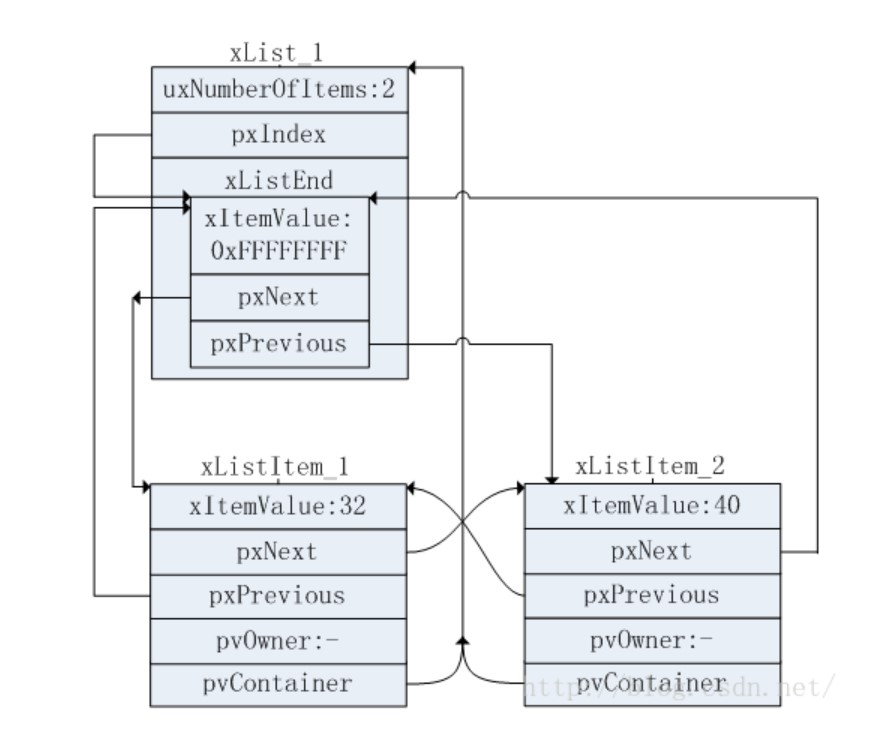 xList_1
uxNumberOfItems:2
pxIndex
xListEnd
xItemValue:
0xFFFFFFFF
pxNext
pxPrevious
xListItem_1
xItemValue:32
pxNext
pxPrevious
pvOwner:-
pvContainer
xListItem_2
xItemValue:40
pxNext
pxPrevious
pvOwner:-
pvContainer
http://blog.csdn.net/